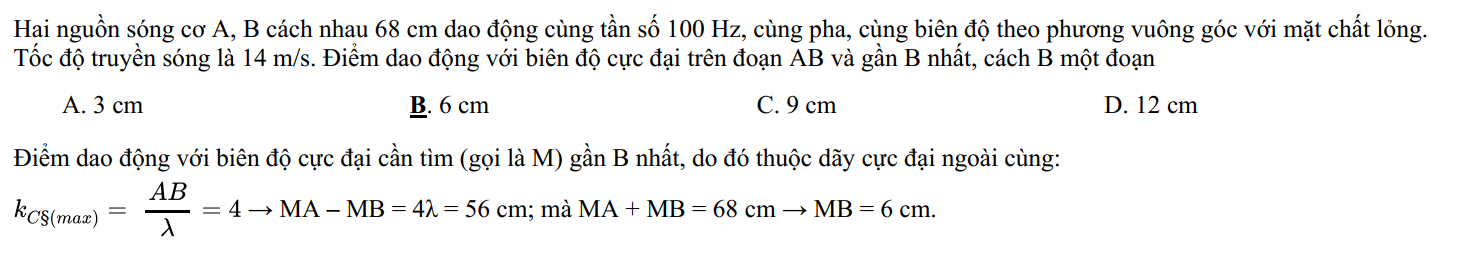 Hai nguồn sóng cơ A, B cách nhau 68 cm dao động cùng tần số 100 Hz, cùng pha, cùng biên độ theo phương vuông góc với mặt chất lỏng.
Tốc độ truyền sóng là 14 m/s. Điểm dao động với biên độ cực đại trên đoạn AB và gần B nhất, cách B một đoạn
A. 3 cm B. 6 cm C. 9 cm D. 12 cm
Điểm dao động với biên độ cực đại cần tìm (gọi là M) gần B nhất, do đó thuộc dãy cực đại ngoài cùng:
k_{C§(max)} = \frac{AB}{λ} = 4 → MA – MB = 4λ = 56 cm; mà MA + MB = 68 cm → MB = 6 cm.